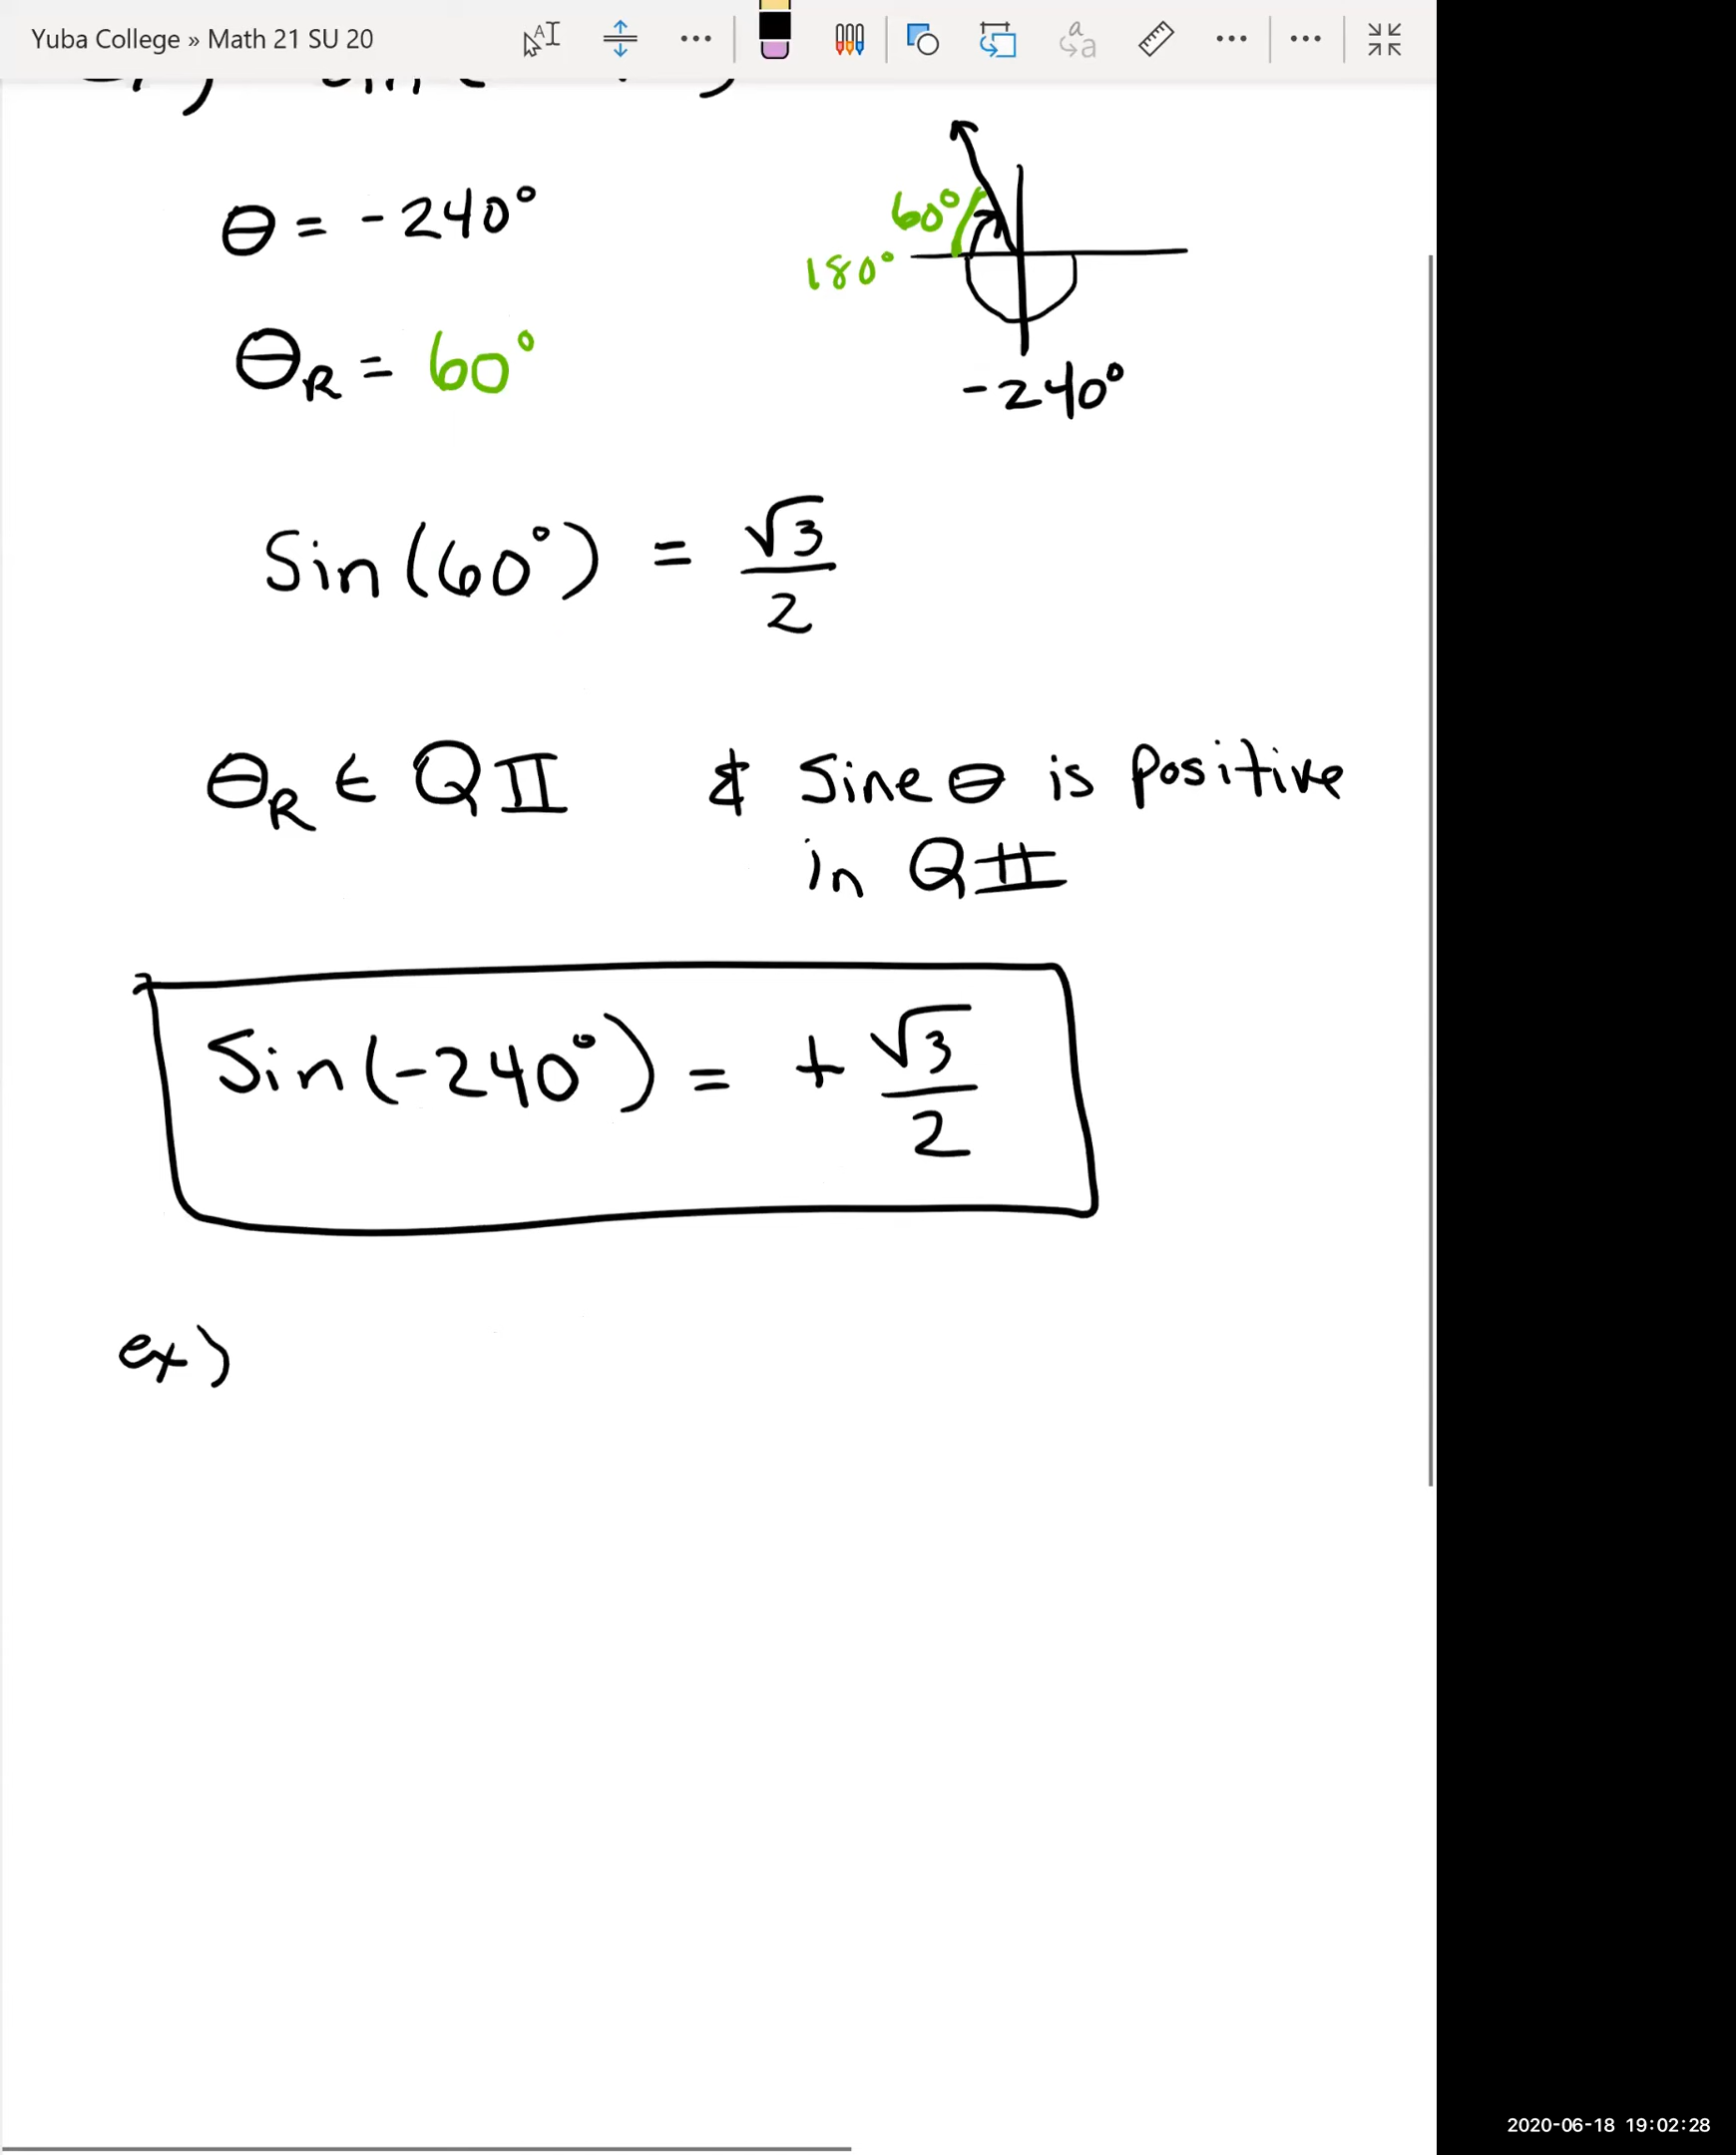 Yuba College » Math 21 SU 20
θ = -240°
60°
180°
θR = 60°
-240°
Sin(60°) = √3/2
θR ∈ QII & Sine θ is positive
in QII
Sin(-240°) = + √3/2
ex)
2020-06-18 19:02:28